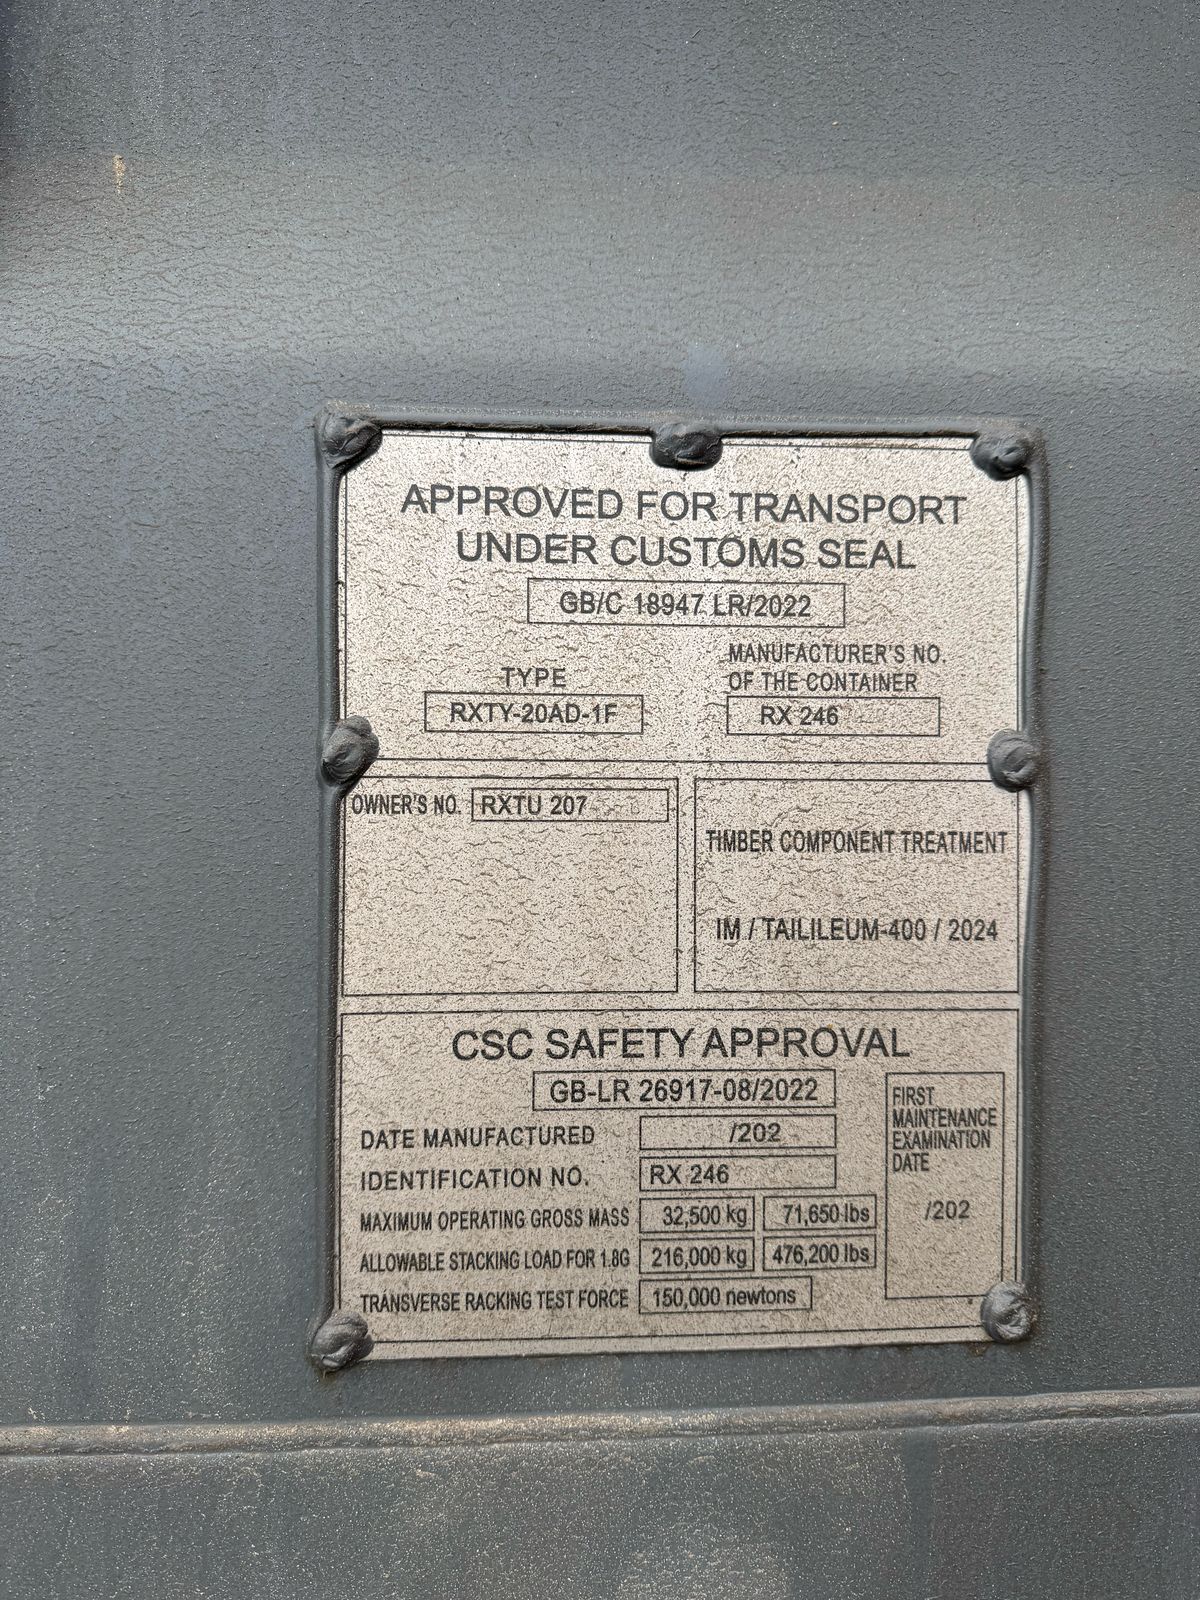 APPROVED FOR TRANSPORT
UNDER CUSTOMS SEAL
GB/C 18947 LR/2022
TYPE
RXTY-20AD-1F
MANUFACTURER'S NO.
OF THE CONTAINER
RX 246
OWNER'S NO. RXTU 207
TIMBER COMPONENT TREATMENT
IM / TAILILEUM-400 / 2024
CSC SAFETY APPROVAL
GB-LR 26917-08/2022
DATE MANUFACTURED /202
IDENTIFICATION NO. RX 246
MAXIMUM OPERATING GROSS MASS 32,500 kg 71,650 lbs
ALLOWABLE STACKING LOAD FOR 1.8G 216,000 kg 476,200 lbs
TRANSVERSE RACKING TEST FORCE 150,000 newtons
FIRST
MAINTENANCE
EXAMINATION
DATE
/202